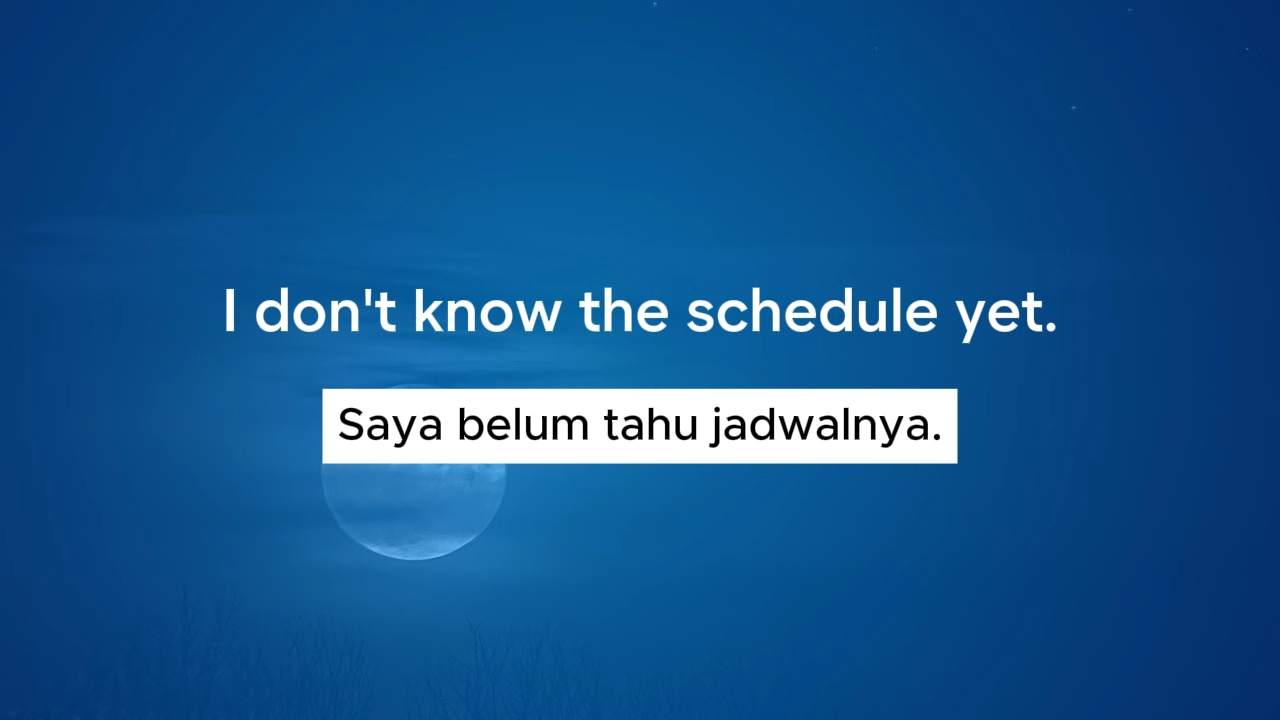 I don't know the schedule yet.
Saya belum tahu jadwalnya.